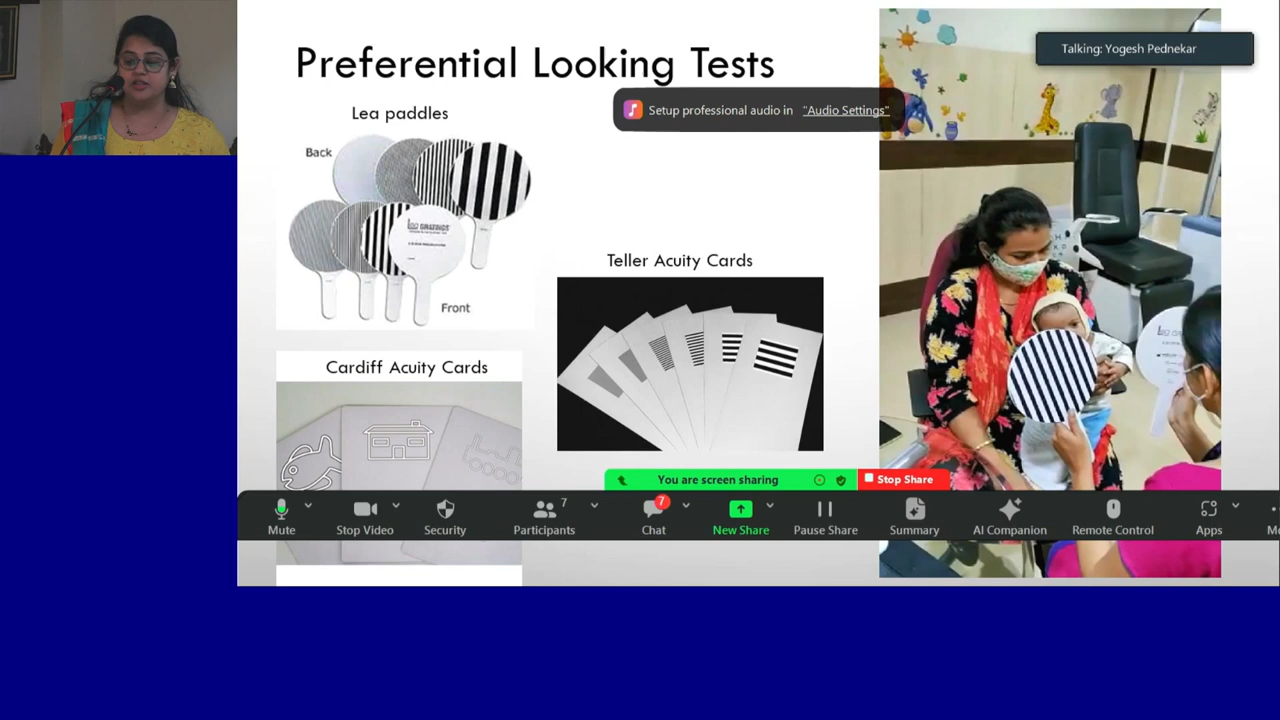 Preferential Looking Tests
Talking: Yogesh Pednekar
Setup professional audio in "Audio Settings"
Lea paddles
Back
LEA GRATINGS
Front
Teller Acuity Cards
Cardiff Acuity Cards
You are screen sharing
Stop Share
7
7
Mute
Stop Video
Security
Participants
Chat
New Share
Pause Share
Summary
AI Companion
Remote Control
Apps